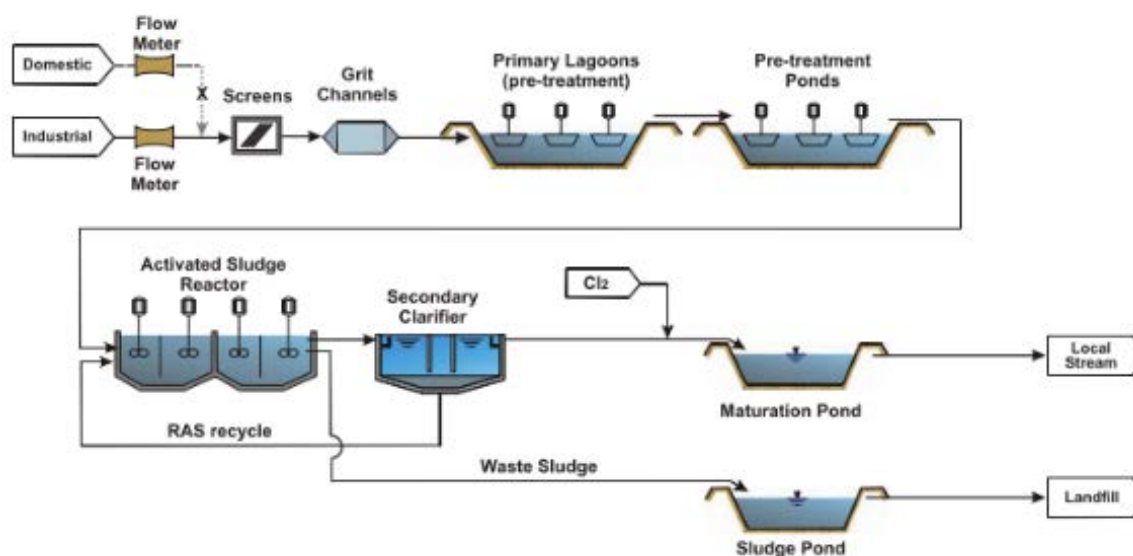 Flow
Meter
Domestic
X
Industrial
Flow
Meter
Screens
Grit
Channels
Primary Lagoons
(pre-treatment)
Pre-treatment
Ponds
Activated Sludge
Reactor
Secondary
Clarifier
Cl₂
Maturation Pond
Local
Stream
RAS recycle
Waste Sludge
Sludge Pond
Landfill